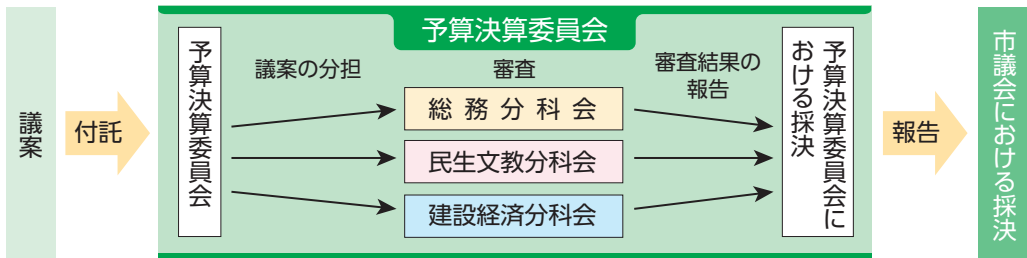 議案
付託
予算決算委員会
予算決算委員会
議案の分担
審査
総務分科会
民生文教分科会
建設経済分科会
審査結果の
報告
予算決算委員会に
おける採決
報告
市議会における採決